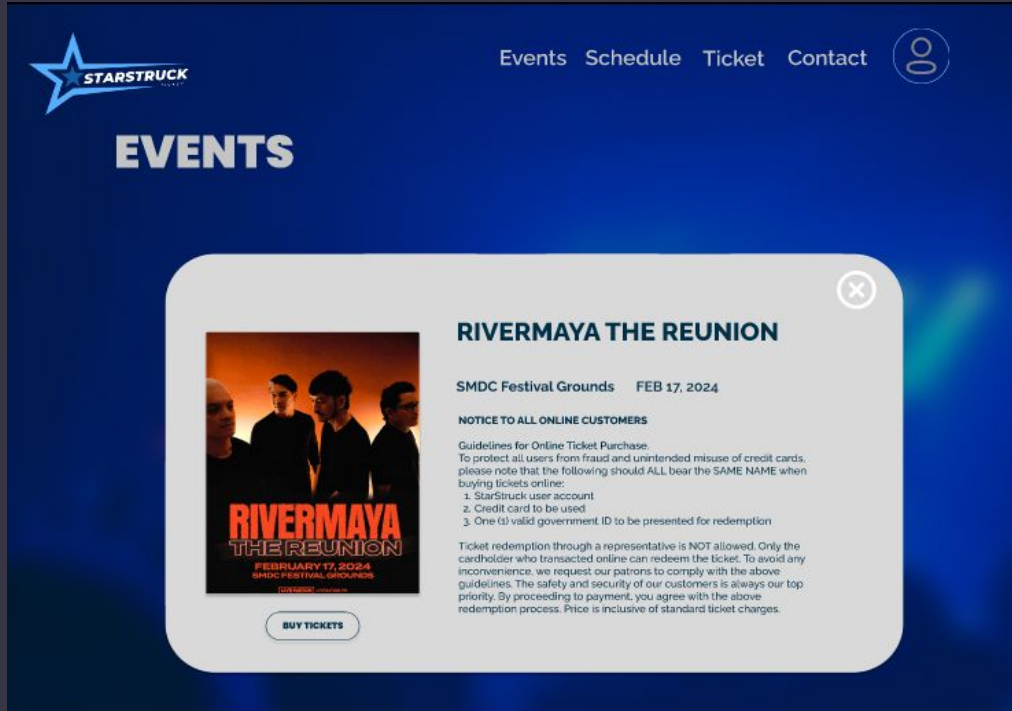 STARSTRUCK
Events Schedule Ticket Contact
EVENTS
RIVERMAYA THE REUNION
SMDC Festival Grounds FEB 17, 2024
NOTICE TO ALL ONLINE CUSTOMERS
Guidelines for Online Ticket Purchase.
To protect all users from fraud and unintended misuse of credit cards,
please note that the following should ALL bear the SAME NAME when
buying tickets online:
1. StarStruck user account
2. Credit card to be used
3. One (1) valid government ID to be presented for redemption
Ticket redemption through a representative is NOT allowed. Only the
cardholder who transacted online can redeem the ticket. To avoid any
inconvenience, we request our patrons to comply with the above
guidelines. The safety and security of our customers is always our top
priority. By proceeding to payment, you agree with the above
redemption process. Price is inclusive of standard ticket charges.
RIVERMAYA
THE REUNION
FEBRUARY 17, 2024
SMDC FESTIVAL GROUNDS
BUY TICKETS